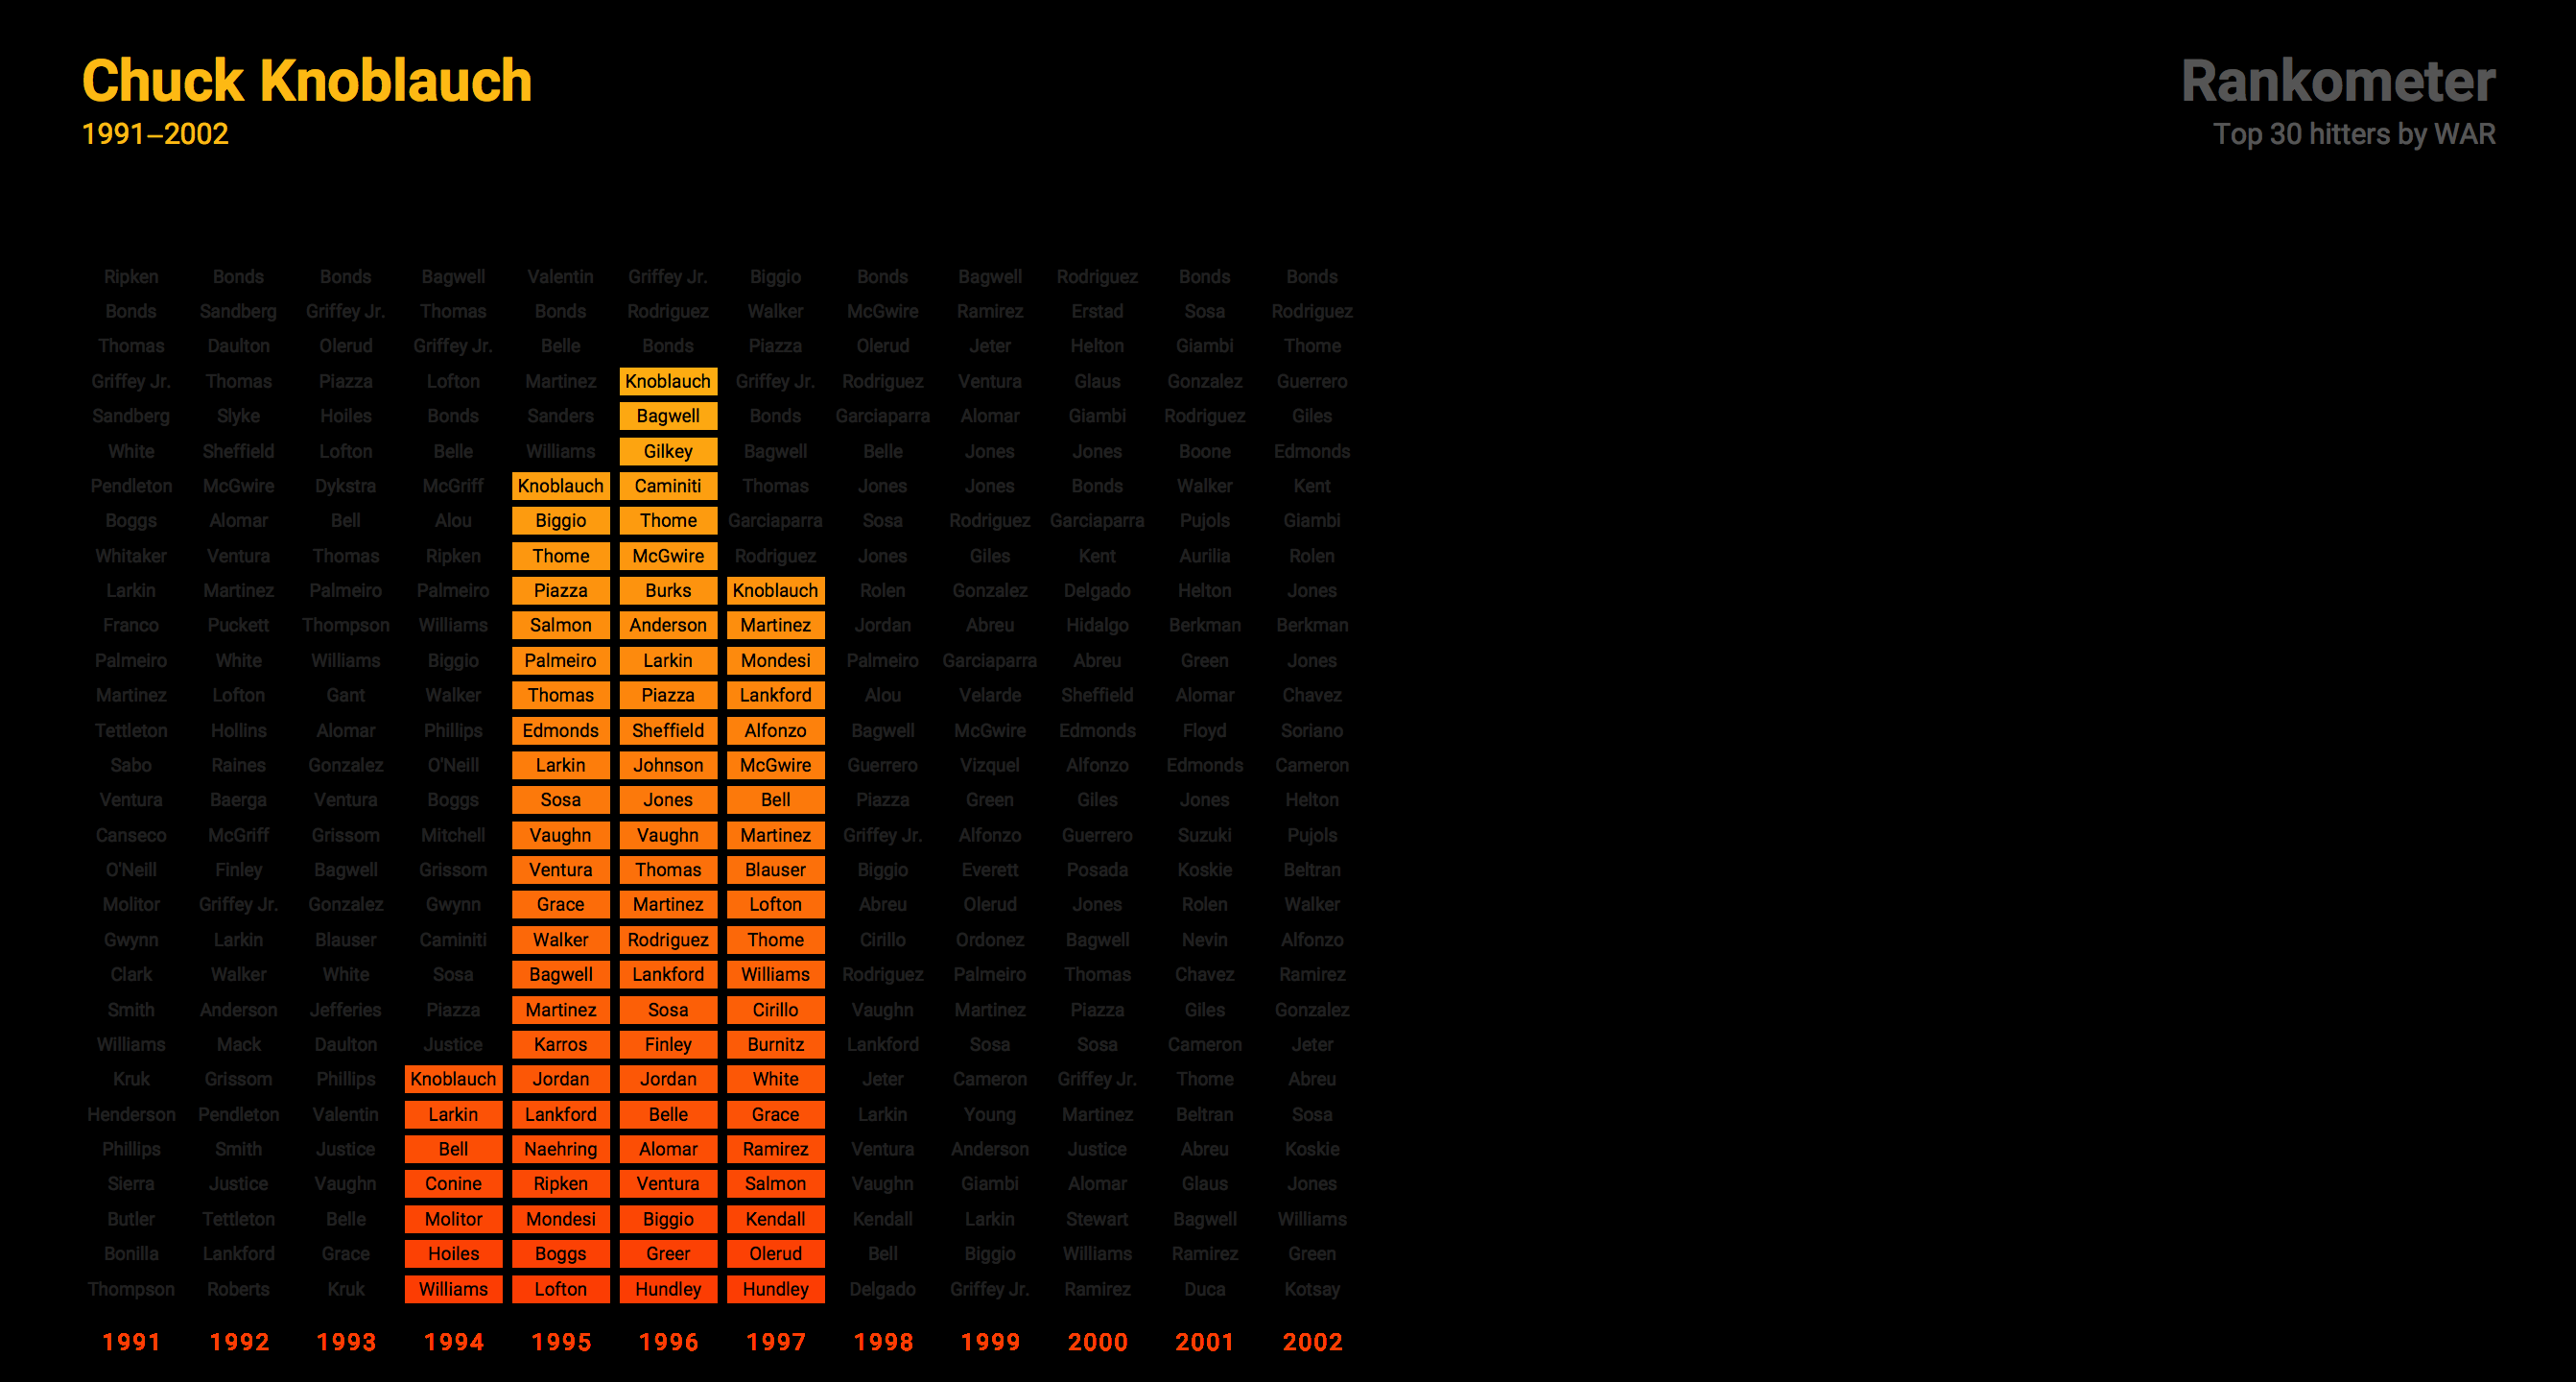 Chuck Knoblauch
1991–2002
Rankometer
Top 30 hitters by WAR
Ripken Bonds Bonds Bagwell Valentin Griffey Jr. Biggio Bonds Bagwell Rodriguez Bonds Bonds
Bonds Sandberg Griffey Jr. Thomas Bonds Rodriguez Walker McGwire Ramirez Erstad Sosa Rodriguez
Thomas Daulton Olerud Griffey Jr. Belle Bonds Piazza Olerud Jeter Helton Giambi Thome
Griffey Jr. Thomas Piazza Lofton Martinez Knoblauch Griffey Jr. Rodriguez Ventura Glaus Gonzalez Guerrero
Sandberg Slyke Hoiles Bonds Sanders Bagwell Bonds Garciaparra Alomar Giambi Rodriguez Giles
White Sheffield Lofton Belle Williams Gilkey Bagwell Belle Jones Jones Boone Edmonds
Pendleton McGwire Dykstra McGriff Knoblauch Caminiti Thomas Jones Jones Bonds Walker Kent
Boggs Alomar Bell Alou Biggio Thome Garciaparra Sosa Rodriguez Garciaparra Pujols Giambi
Whitaker Ventura Thomas Ripken Thome McGwire Rodriguez Jones Giles Kent Aurilia Rolen
Larkin Martinez Palmeiro Palmeiro Piazza Burks Knoblauch Rolen Gonzalez Delgado Helton Jones
Franco Puckett Thompson Williams Salmon Anderson Martinez Jordan Abreu Hidalgo Berkman Berkman
Palmeiro White Williams Biggio Palmeiro Larkin Mondesi Palmeiro Garciaparra Abreu Green Jones
Martinez Lofton Gant Walker Thomas Piazza Lankford Alou Velarde Sheffield Alomar Chavez
Tettleton Hollins Alomar Phillips Edmonds Sheffield Alfonzo Bagwell McGwire Edmonds Floyd Soriano
Sabo Raines Gonzalez O'Neill Larkin Johnson McGwire Guerrero Vizquel Alfonzo Edmonds Cameron
Ventura Baerga Ventura Boggs Sosa Jones Bell Piazza Green Giles Jones Helton
Canseco McGriff Grissom Mitchell Vaughn Vaughn Martinez Griffey Jr. Alfonzo Guerrero Suzuki Pujols
O'Neill Finley Bagwell Grissom Ventura Thomas Blauser Biggio Everett Posada Koskie Beltran
Molitor Griffey Jr. Gonzalez Gwynn Grace Martinez Lofton Abreu Olerud Jones Rolen Walker
Gwynn Larkin Blauser Caminiti Walker Rodriguez Thome Cirillo Ordonez Bagwell Nevin Alfonzo
Clark Walker White Sosa Bagwell Lankford Williams Rodriguez Palmeiro Thomas Chavez Ramirez
Smith Anderson Jefferies Piazza Martinez Sosa Cirillo Vaughn Martinez Piazza Giles Gonzalez
Williams Mack Daulton Justice Karros Finley Burnitz Lankford Sosa Sosa Cameron Jeter
Kruk Grissom Phillips Knoblauch Jordan Jordan White Jeter Cameron Griffey Jr. Thome Abreu
Henderson Pendleton Valentin Larkin Lankford Belle Grace Larkin Young Martinez Beltran Sosa
Phillips Smith Justice Bell Naehring Alomar Ramirez Ventura Anderson Justice Abreu Koskie
Sierra Justice Vaughn Conine Ripken Ventura Salmon Vaughn Giambi Alomar Glaus Jones
Butler Tettleton Belle Molitor Mondesi Biggio Kendall Kendall Larkin Stewart Bagwell Williams
Bonilla Lankford Grace Hoiles Boggs Greer Olerud Bell Biggio Williams Ramirez Green
Thompson Roberts Kruk Williams Lofton Hundley Hundley Delgado Griffey Jr. Ramirez Duca Kotsay
1991 1992 1993 1994 1995 1996 1997 1998 1999 2000 2001 2002